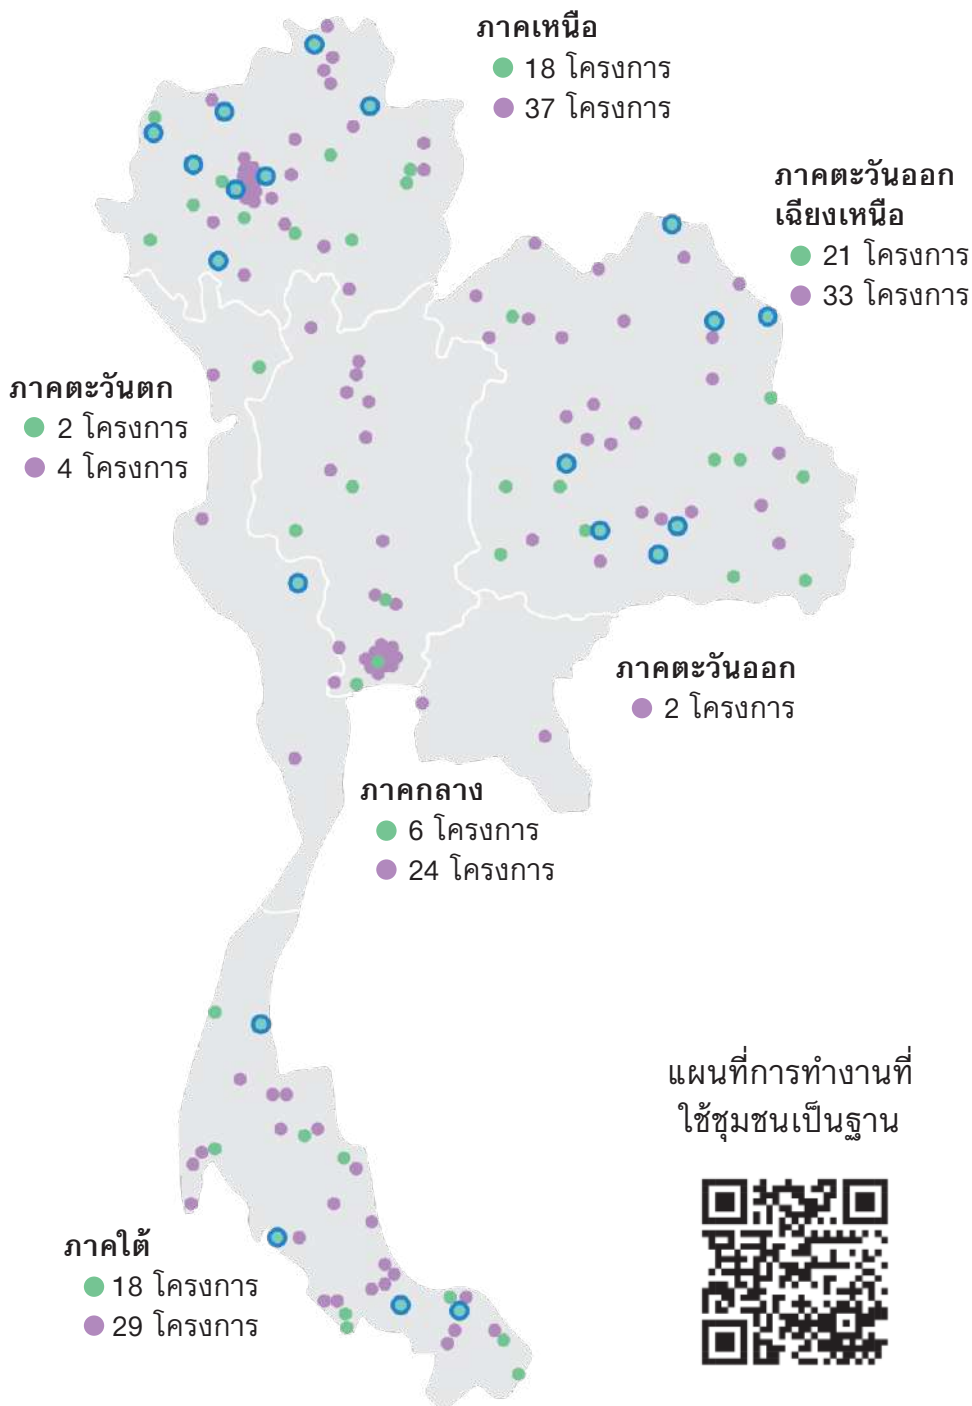 ภาคเหนือ
18 โครงการ
37 โครงการ
ภาคตะวันออก
เฉียงเหนือ
21 โครงการ
33 โครงการ
ภาคตะวันตก
2 โครงการ
4 โครงการ
ภาคตะวันออก
2 โครงการ
ภาคกลาง
6 โครงการ
24 โครงการ
แผนที่การทำงานที่
ใช้ชุมชนเป็นฐาน
ภาคใต้
18 โครงการ
29 โครงการ